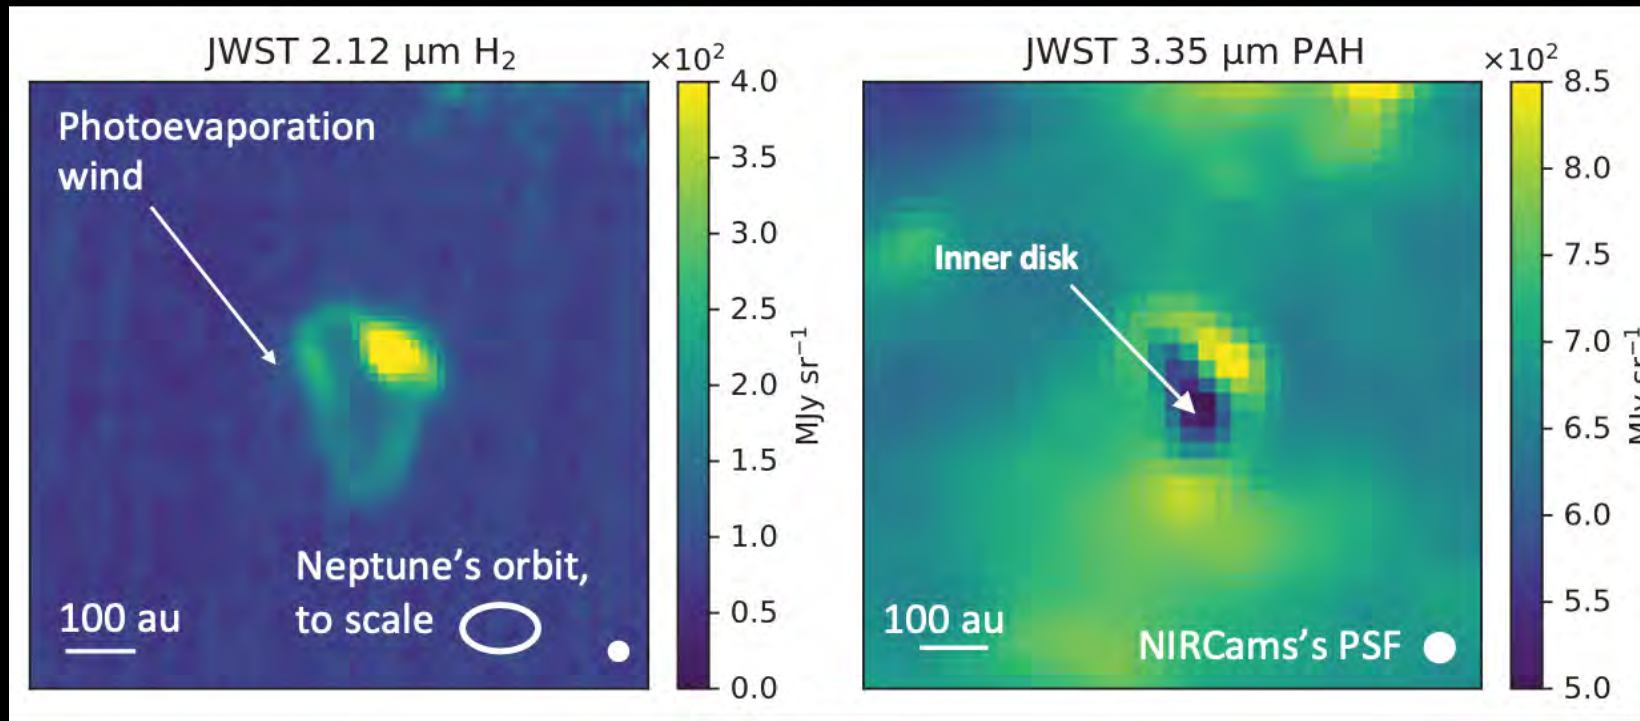 JWST 2.12 μm H₂
×10²
Photoevaporation
wind
4.0
3.5
3.0
2.5
2.0
1.5
1.0
0.5
0.0
MJy sr⁻¹
Neptune’s orbit,
to scale
100 au
JWST 3.35 μm PAH
×10²
Inner disk
8.5
8.0
7.5
7.0
6.5
6.0
5.5
5.0
MJy sr⁻¹
100 au
NIRCams’s PSF